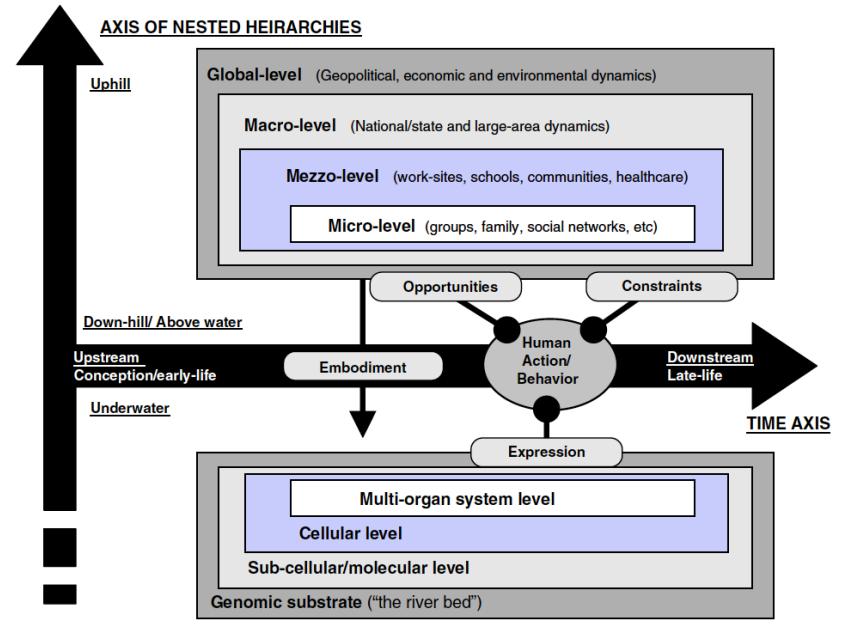 AXIS OF NESTED HEIRARCHIES
Uphill
Global-level (Geopolitical, economic and environmental dynamics)
Macro-level (National/state and large-area dynamics)
Mezzo-level (work-sites, schools, communities, healthcare)
Micro-level (groups, family, social networks, etc)
Opportunities
Constraints
Down-hill/ Above water
Upstream
Conception/early-life
Embodiment
Human
Action/
Behavior
Downstream
Late-life
Underwater
TIME AXIS
Expression
Multi-organ system level
Cellular level
Sub-cellular/molecular level
Genomic substrate (“the river bed”)